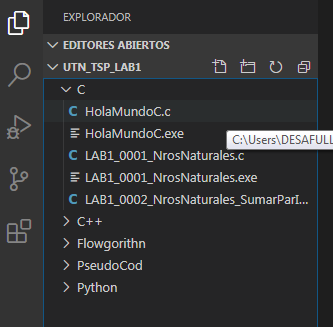 EXPLORADOR
EDITORES ABIERTOS
UTN_TSP_LAB1
C
C HolaMundoC.c
HolaMundoC.exe
C:\Users\DESAFULL
C LAB1_0001_NrosNaturales.c
LAB1_0001_NrosNaturales.exe
C LAB1_0002_NrosNaturales_SumarParI...
C++
Flowgorithn
PseudoCod
Python